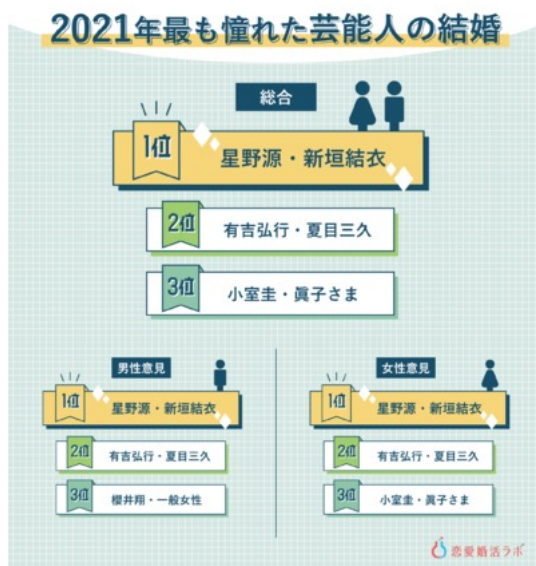 2021年最も憧れた芸能人の結婚
総合
1位 星野源・新垣結衣
2位 有吉弘行・夏目三久
3位 小室圭・眞子さま
男性意見
1位 星野源・新垣結衣
2位 有吉弘行・夏目三久
3位 櫻井翔・一般女性
女性意見
1位 星野源・新垣結衣
2位 有吉弘行・夏目三久
3位 小室圭・眞子さま
恋愛婚活ラボ